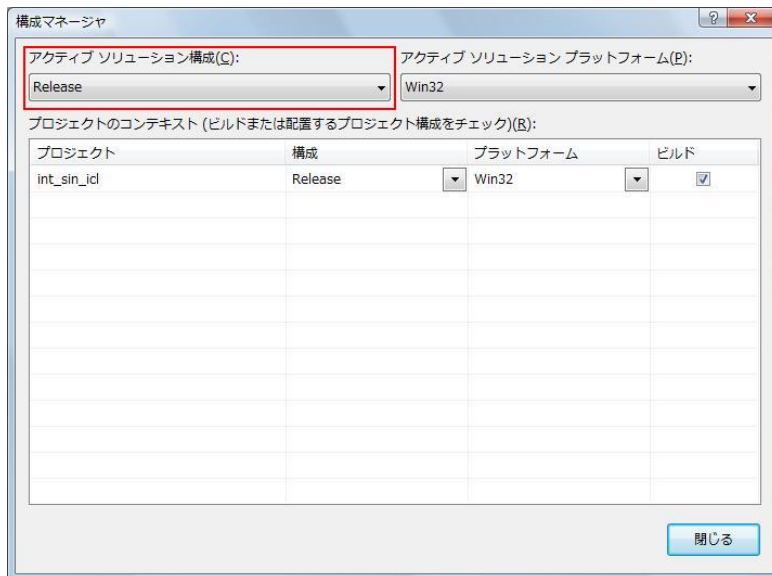 構成マネージャ
アクティブ ソリューション構成(C): アクティブ ソリューション プラットフォーム(P):
Release Win32
プロジェクトのコンテキスト (ビルドまたは配置するプロジェクト構成をチェック)(R):
プロジェクト 構成 プラットフォーム ビルド
int_sin_icl Release Win32
閉じる